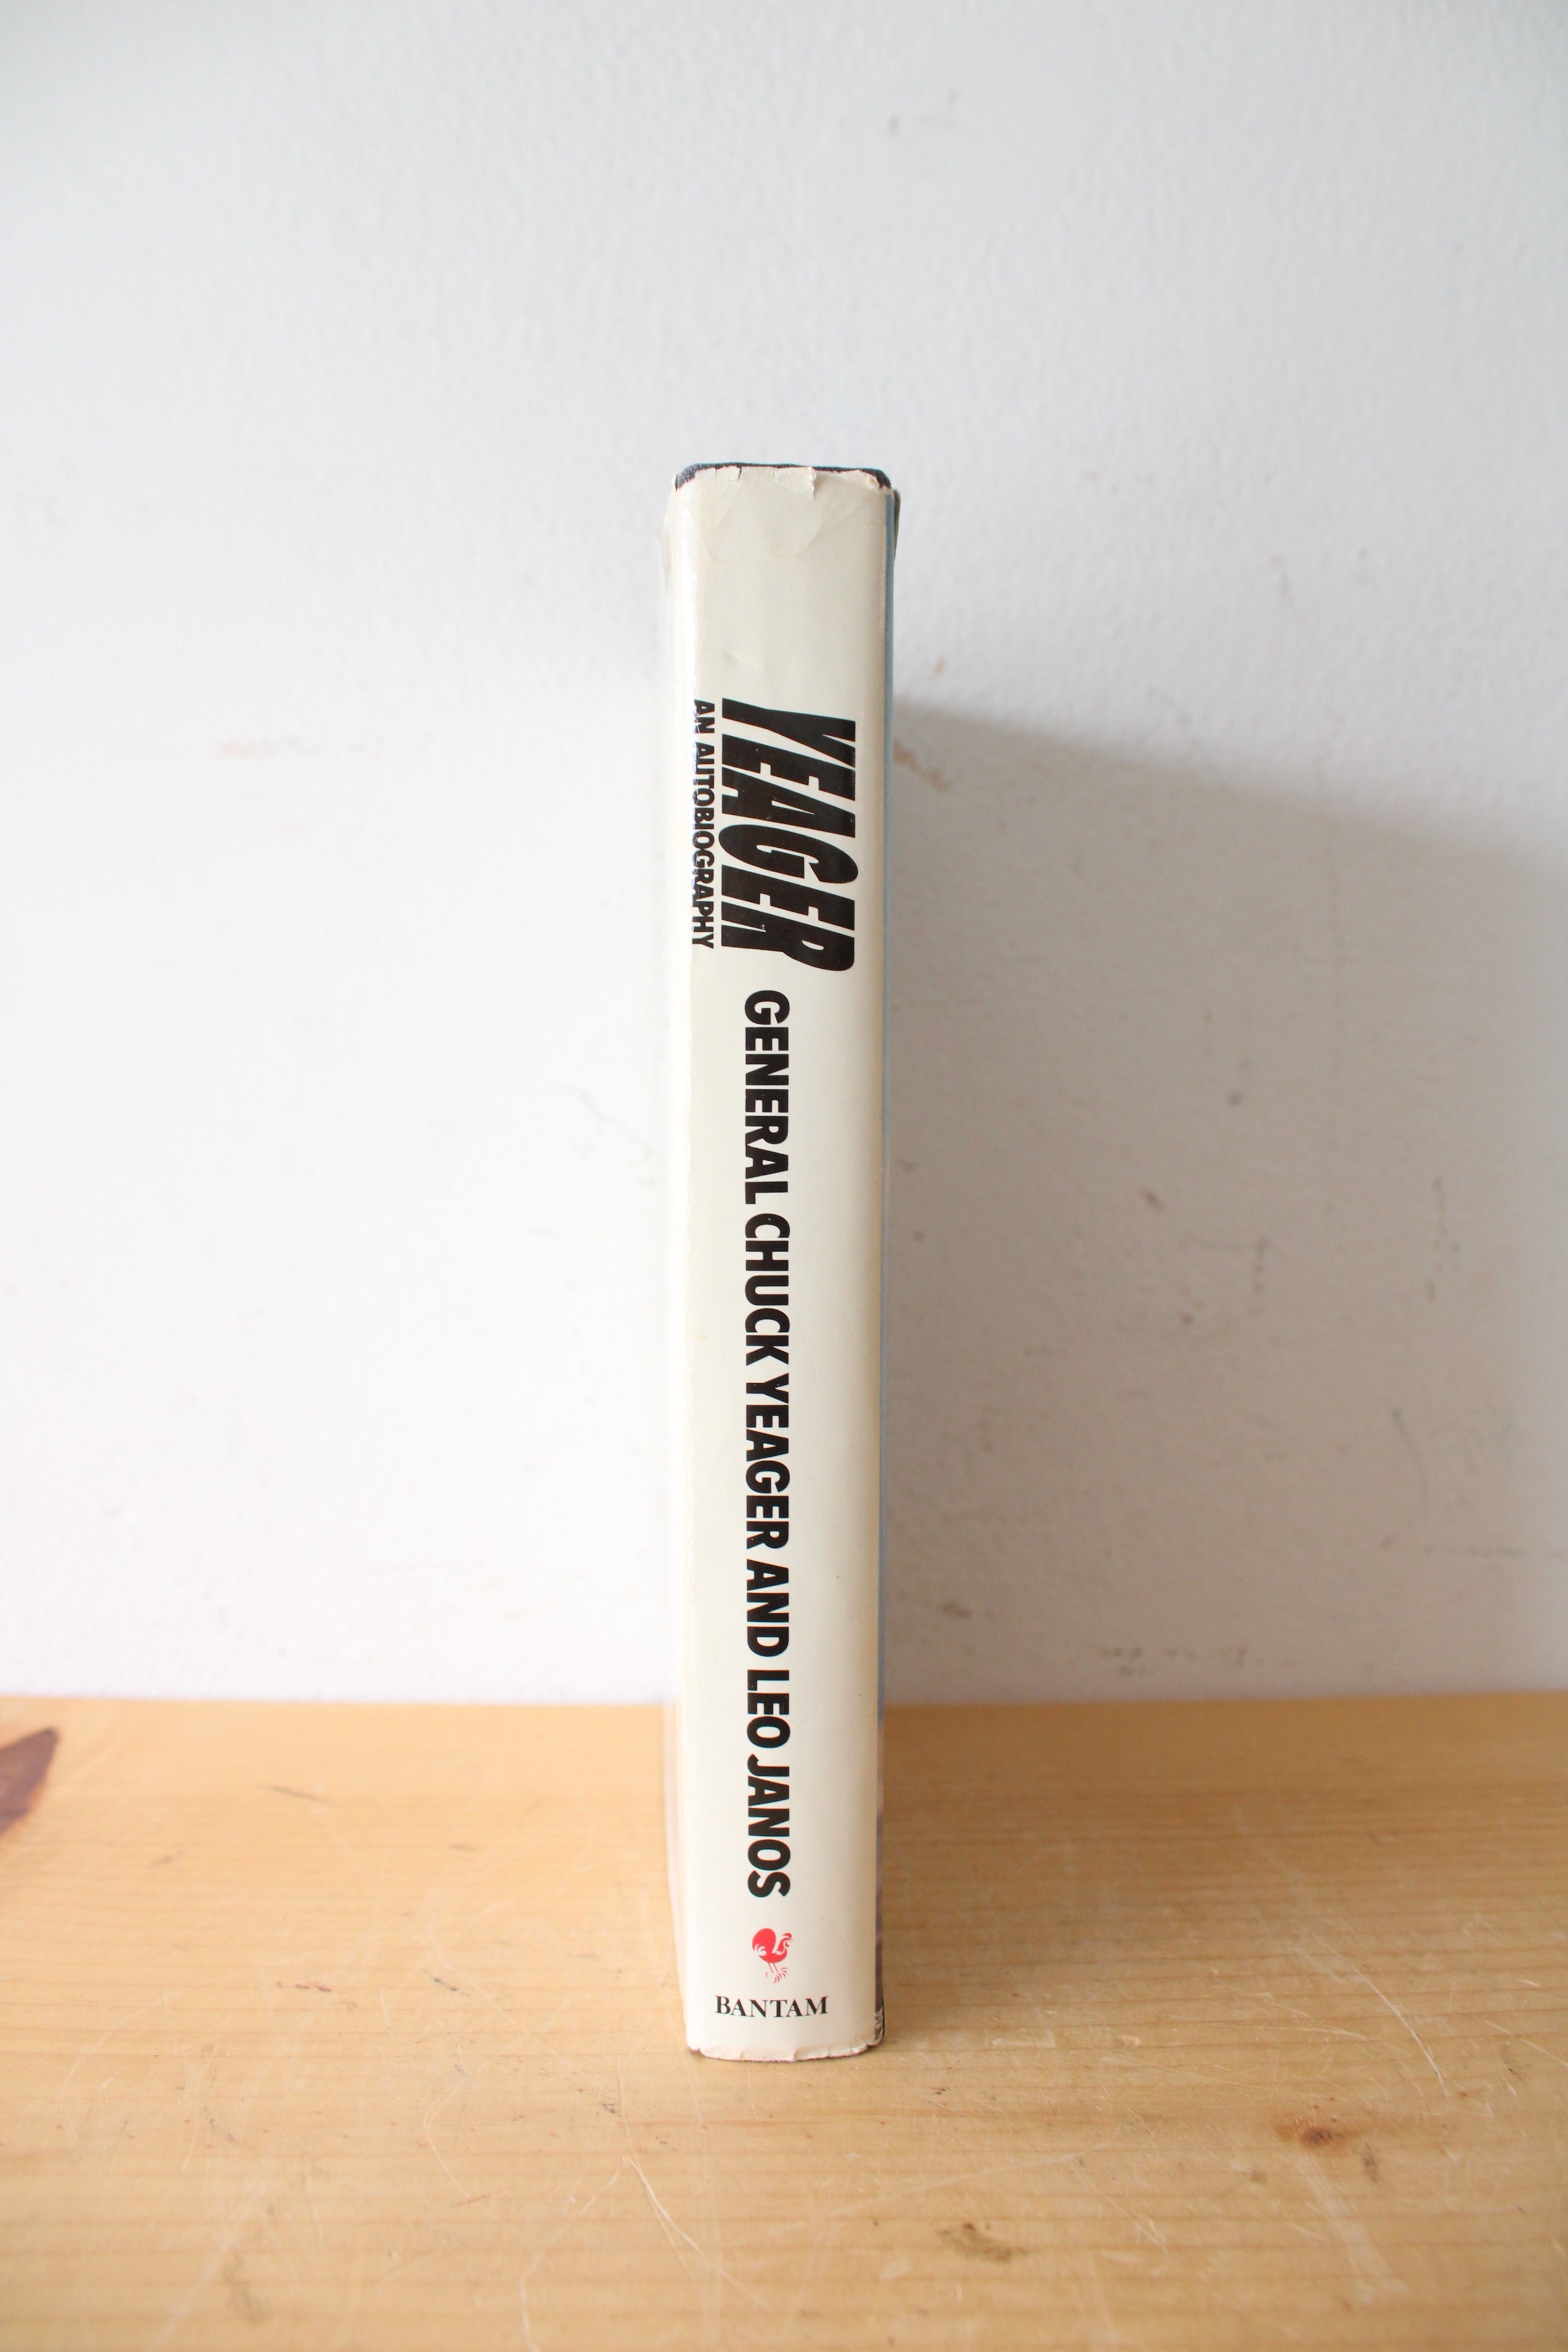 YEAGER
AN AUTOBIOGRAPHY
GENERAL CHUCK YEAGER AND LEO JANOS
BANTAM